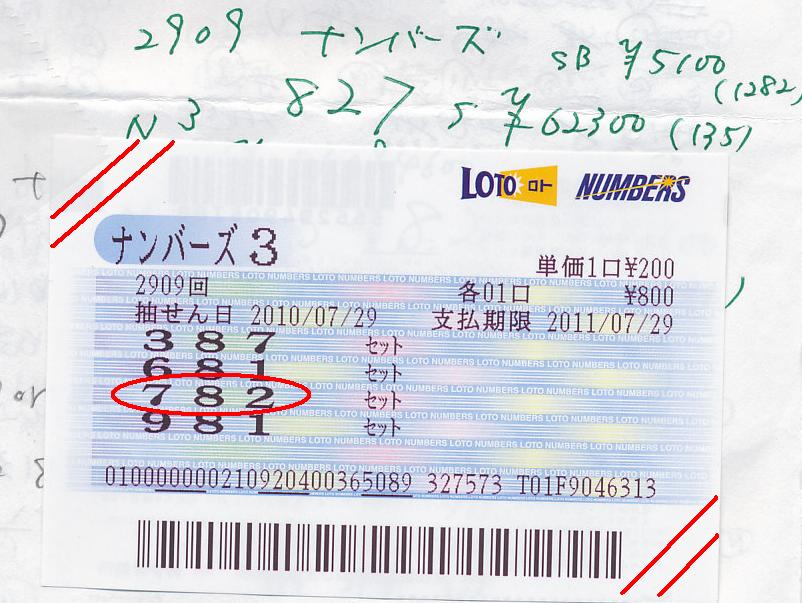 2909 ナンバーズ SB ¥5100 (1282)
N3 827 S ¥62300 (135)
LOTO ロト NUMBERS
ナンバーズ3
単価1口¥200
2909回 各01口 ¥800
抽せん日 2010/07/29 支払期限 2011/07/29
387 セット
681 セット
782 セット
981 セット
010000000021092040036​5089 327573 T01F9046313